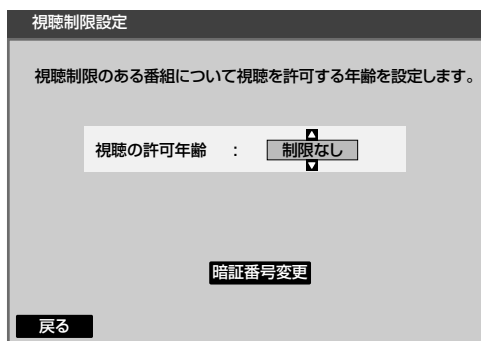 視聴制限設定
視聴制限のある番組について視聴を許可する年齢を設定します。
視聴の許可年齢 : 制限なし
暗証番号変更
戻る